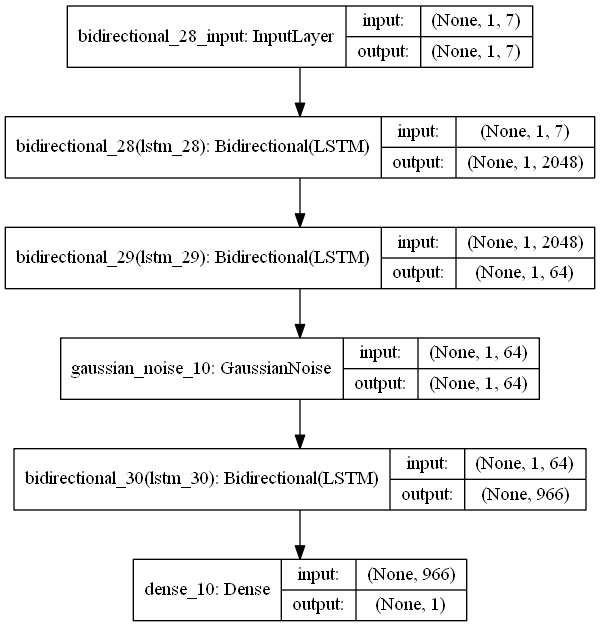 bidirectional_28_input: InputLayer
input: (None, 1, 7)
output: (None, 1, 7)
bidirectional_28(lstm_28): Bidirectional(LSTM)
input: (None, 1, 7)
output: (None, 1, 2048)
bidirectional_29(lstm_29): Bidirectional(LSTM)
input: (None, 1, 2048)
output: (None, 1, 64)
gaussian_noise_10: GaussianNoise
input: (None, 1, 64)
output: (None, 1, 64)
bidirectional_30(lstm_30): Bidirectional(LSTM)
input: (None, 1, 64)
output: (None, 966)
dense_10: Dense
input: (None, 966)
output: (None, 1)